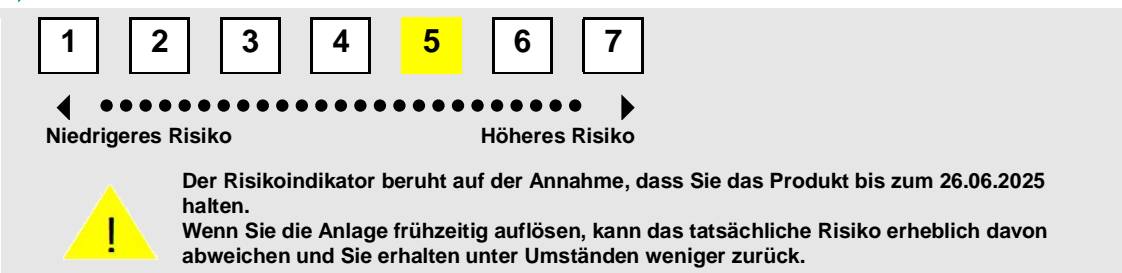 1 2 3 4 5 6 7
Niedrigeres Risiko Höheres Risiko
Der Risikoindikator beruht auf der Annahme, dass Sie das Produkt bis zum 26.06.2025
halten.
Wenn Sie die Anlage frühzeitig auflösen, kann das tatsächliche Risiko erheblich davon
abweichen und Sie erhalten unter Umständen weniger zurück.
!